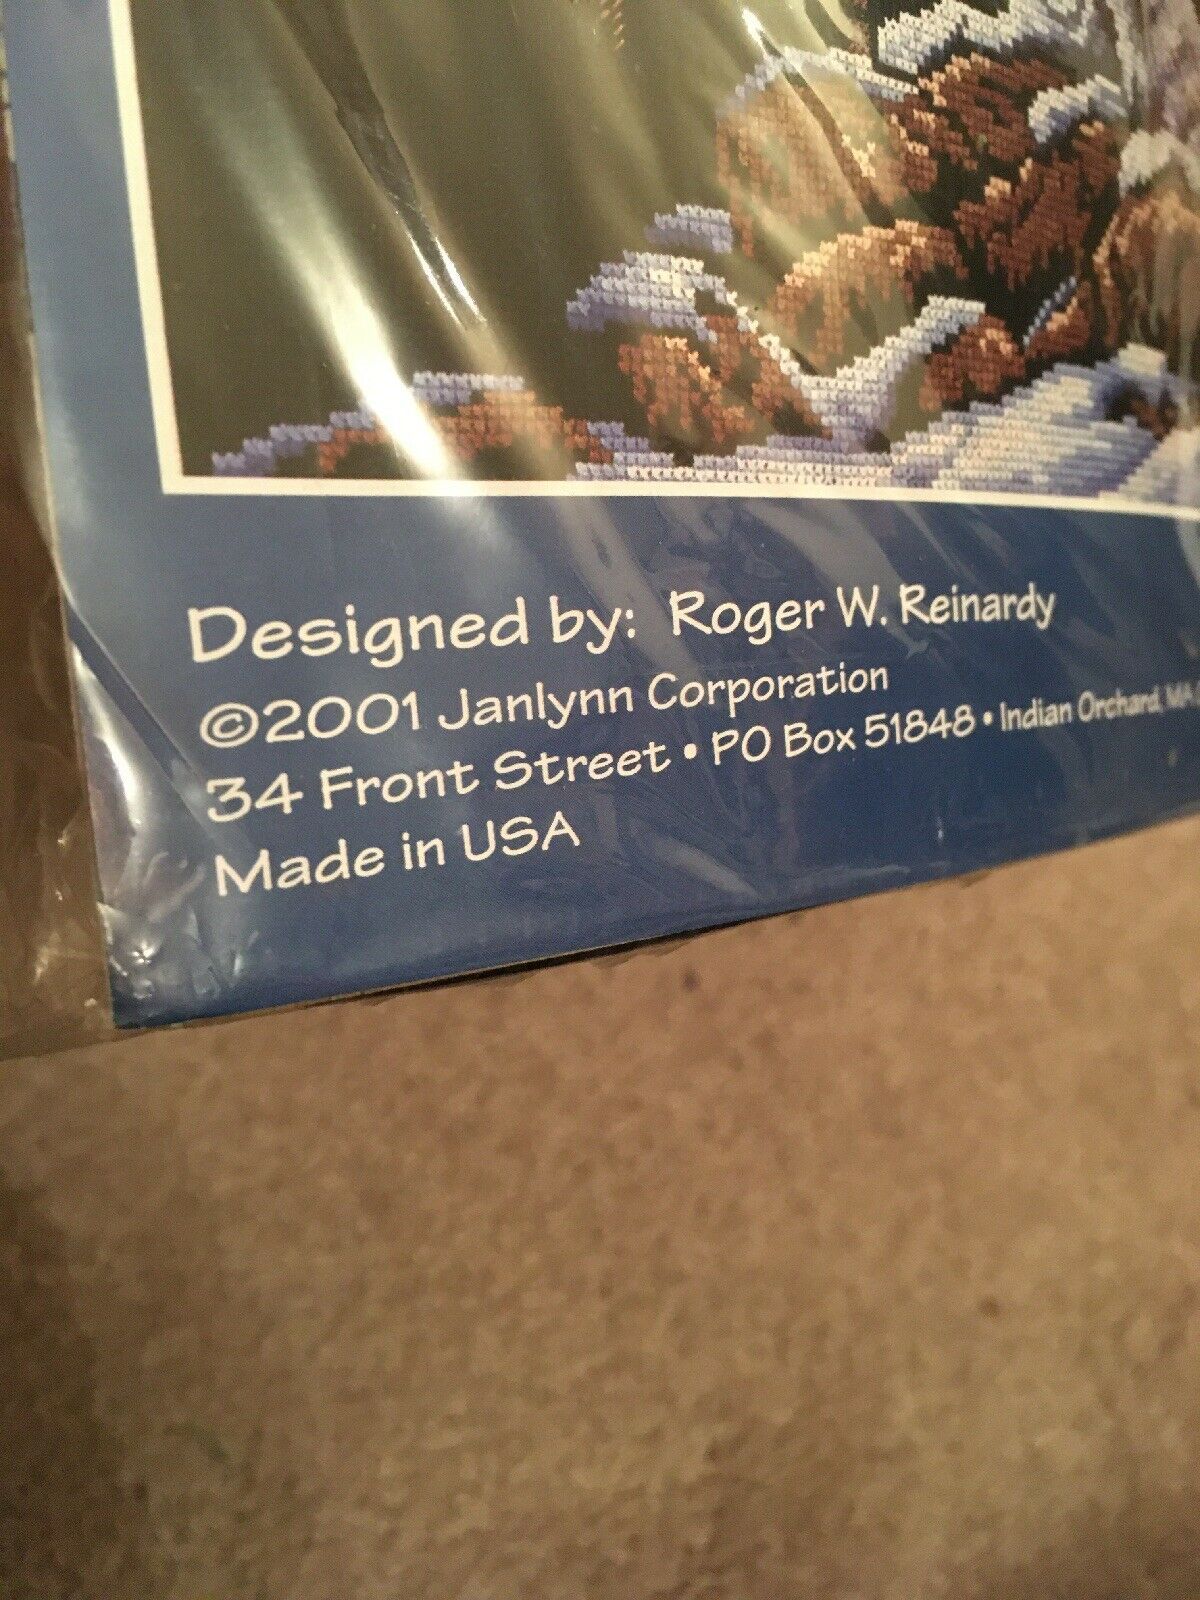 Designed by: Roger W. Reinardy
©2001 Janlynn Corporation
34 Front Street • PO Box 51848 • Indian Orchard, MA
Made in USA